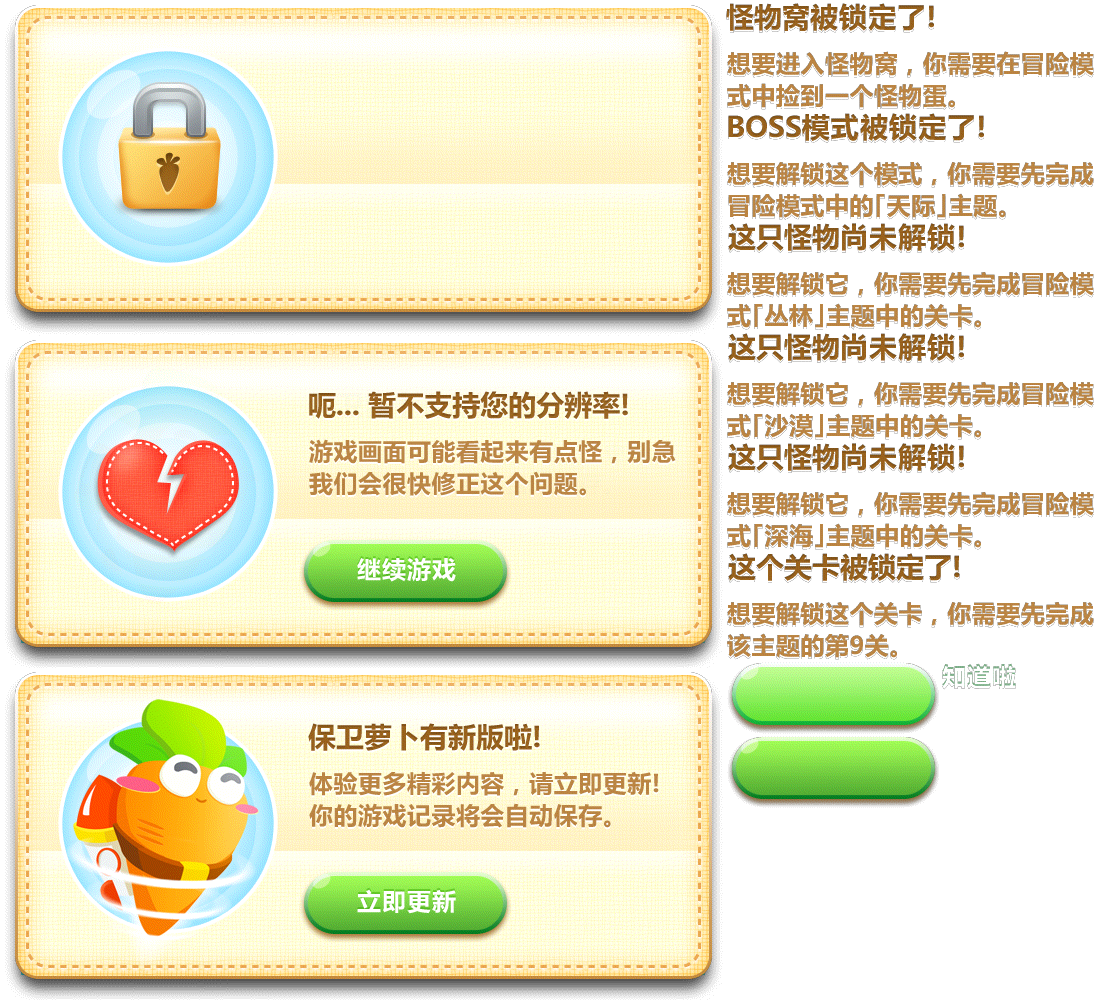 呃... 暂不支持您的分辨率!
游戏画面可能看起来有点怪，别急
我们会很快修正这个问题。
继续游戏
保卫萝卜有新版啦!
体验更多精彩内容，请立即更新!
你的游戏记录将会自动保存。
立即更新
怪物窝被锁定了!
想要进入怪物窝，你需要在冒险模
式中捡到一个怪物蛋。
BOSS模式被锁定了!
想要解锁这个模式，你需要先完成
冒险模式中的「天际」主题。
这只怪物尚未解锁!
想要解锁它，你需要先完成冒险模
式「丛林」主题中的关卡。
这只怪物尚未解锁!
想要解锁它，你需要先完成冒险模
式「沙漠」主题中的关卡。
这只怪物尚未解锁!
想要解锁它，你需要先完成冒险模
式「深海」主题中的关卡。
这个关卡被锁定了!
想要解锁这个关卡，你需要先完成
该主题的第9关。
知道啦